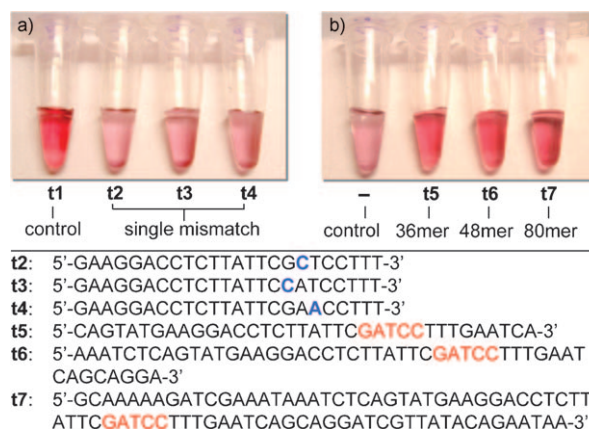 a)
b)
t1 t2 t3 t4
control single mismatch
– t5 t6 t7
control 36mer 48mer 80mer
t2: 5'-GAAGGACCTCTTATTCGCTCCTTT-3'
t3: 5'-GAAGGACCTCTTATTCCATCCTTT-3'
t4: 5'-GAAGGACCTCTTATTCGAACCTTT-3'
t5: 5'-CAGTATGAAGGACCTCTTATTCGATCCTTTGAATCA-3'
t6: 5'-AAATCTCAGTATGAAGGACCTCTTATTCGATCCTTTGAAT
CAGCAGGA-3'
t7: 5'-GCAAAAAGATCGAAATAAATCTCAGTATGAAGGACCTCTT
ATTCGATCCTTTGAATCAGCAGGATCGTTATACAGAATAA-3'